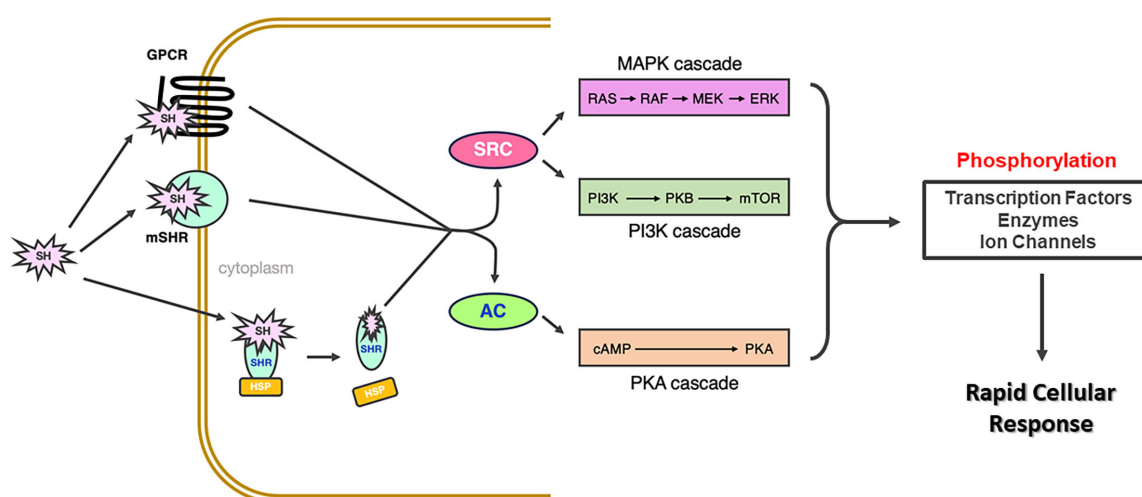 GPCR
SH
SH
mSHR
SH
cytoplasm
SH
SHR
HSP
SHR
HSP
SRC
AC
MAPK cascade
RAS → RAF → MEK → ERK
PI3K → PKB → mTOR
PI3K cascade
cAMP → PKA
PKA cascade
Phosphorylation
Transcription Factors
Enzymes
Ion Channels
Rapid Cellular
Response